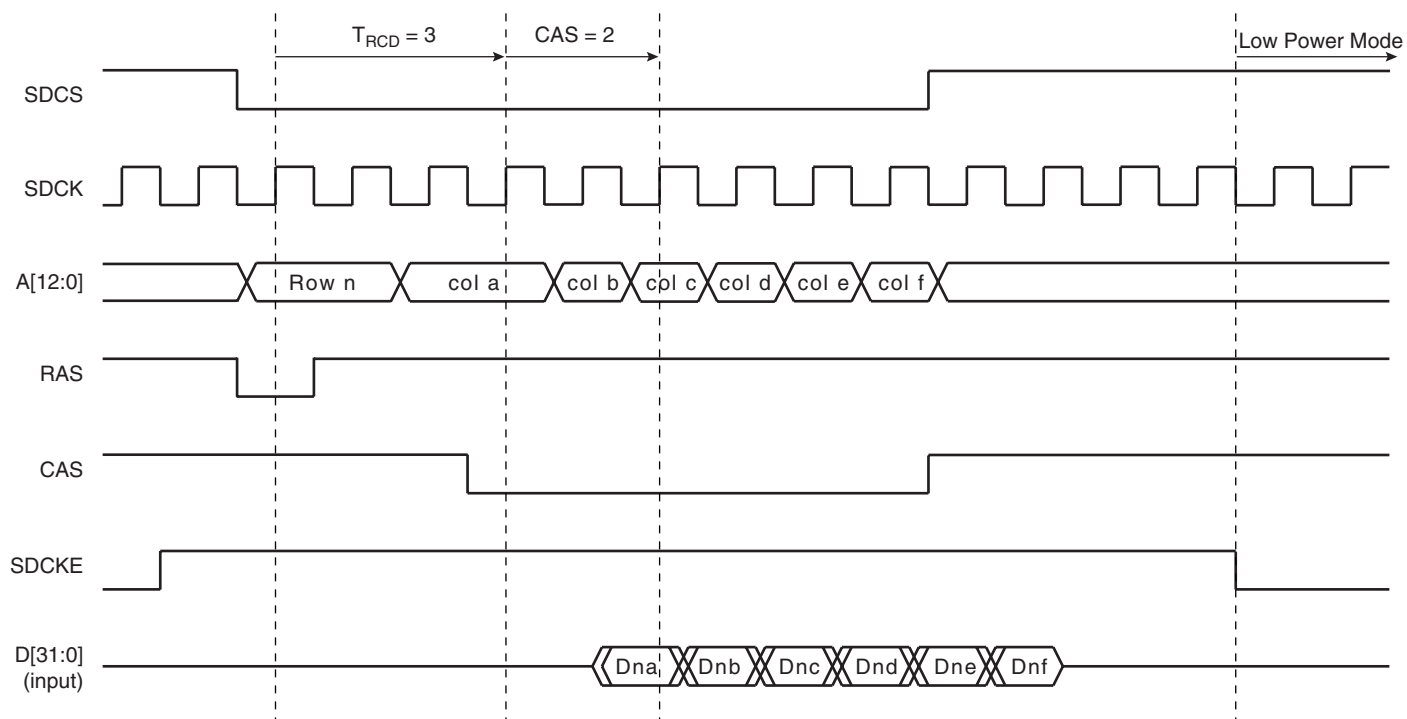 T_RCD = 3
CAS = 2
Low Power Mode
SDCS
SDCK
A[12:0]
Row n
col a
col b
col c
col d
col e
col f
RAS
CAS
SDCKE
D[31:0]
(input)
Dna
Dnb
Dnc
Dnd
Dne
Dnf